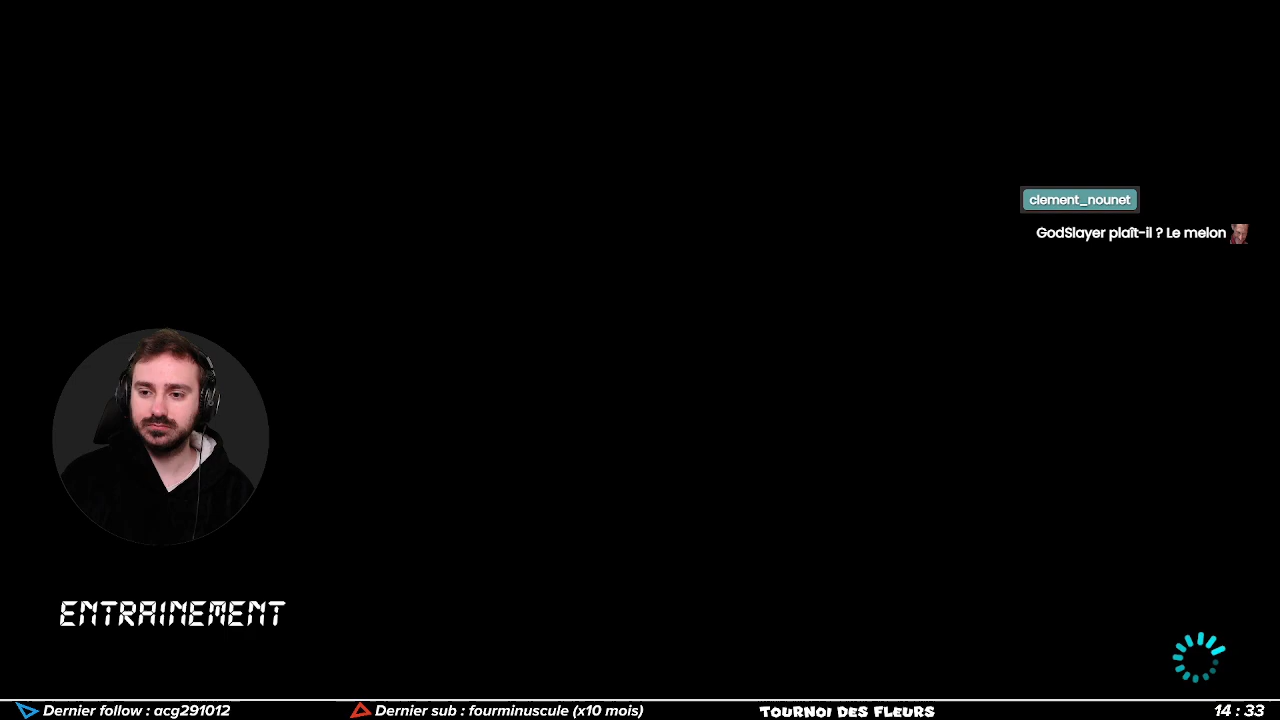 clement_nounet
GodSlayer plaît-il ? Le melon
ENTRAINEMENT
Dernier follow : acg291012
Dernier sub : fourminuscule (x10 mois)
TOURNOI DES FLEURS
14 : 33